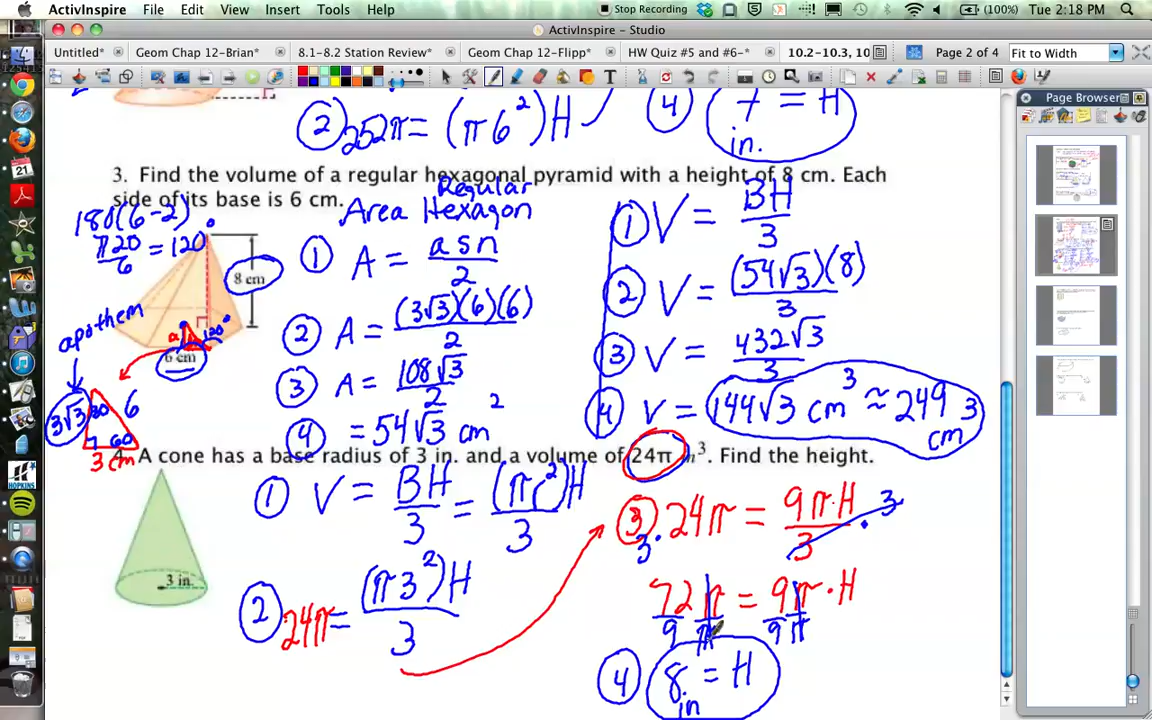 ActivInspire File Edit View Insert Tools Help Stop Recording (100%) Tue 2:18 PM
ActivInspire - Studio
Untitled* Geom Chap 12-Brian* 8.1-8.2 Station Review* Geom Chap 12-Flipp* HW Quiz #5 and #6-* 10.2-10.3, 10 Page 2 of 4 Fit to Width
Page Browser
② 252π = (π6²)H
④ 7 = H
in.
3. Find the volume of a regular hexagonal pyramid with a height of 8 cm. Each
side of its base is 6 cm.
180(6-2)
720/6 = 120°
8 cm
apothem
a
120°
6 cm
3√3 30 6
60
3 cm
Regular
Area Hexagon
① A = asn/2
② A = (3√3)(6)(6)/2
③ A = 108√3/2
④ = 54√3 cm²
① V = BH/3
② V = (54√3)(8)/3
③ V = 432√3/3
④ V = 144√3 cm³ ≈ 249 cm³
4. A cone has a base radius of 3 in. and a volume of 24π in³. Find the height.
3 in.
① V = BH/3 = (πr²)H/3
② 24π = (π3²)H/3
③ 3· 24π = 9π·H/3 · 3
72π/9π = 9π·H/9π
④ 8 = H
in